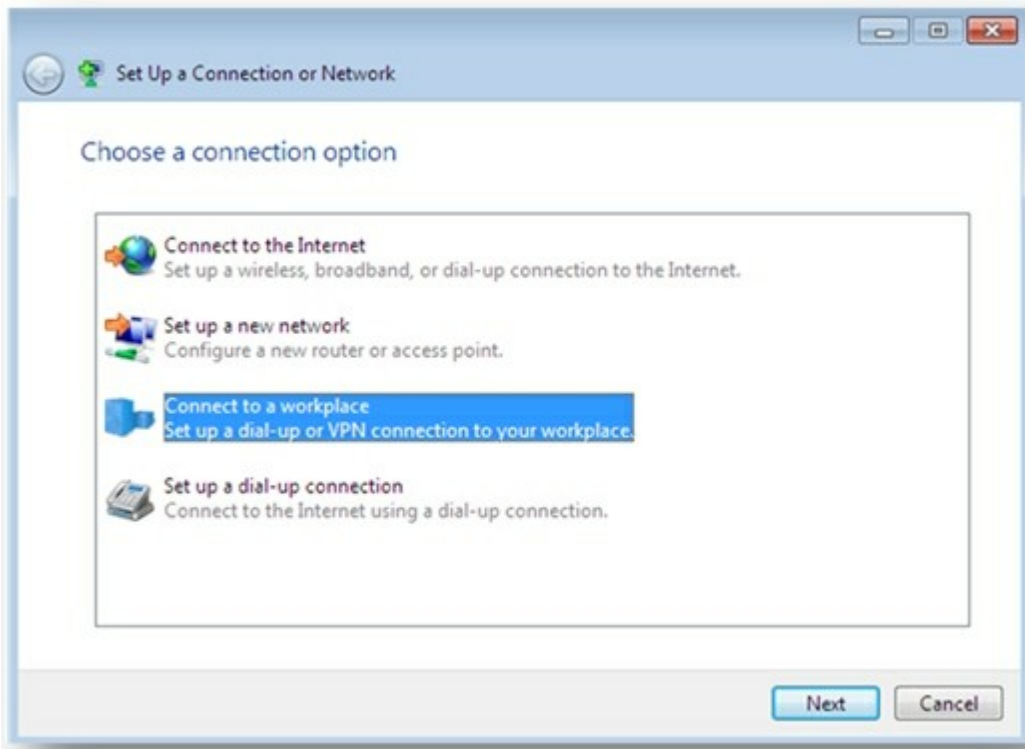 Set Up a Connection or Network
Choose a connection option
Connect to the Internet
Set up a wireless, broadband, or dial-up connection to the Internet.
Set up a new network
Configure a new router or access point.
Connect to a workplace
Set up a dial-up or VPN connection to your workplace.
Set up a dial-up connection
Connect to the Internet using a dial-up connection.
Next
Cancel